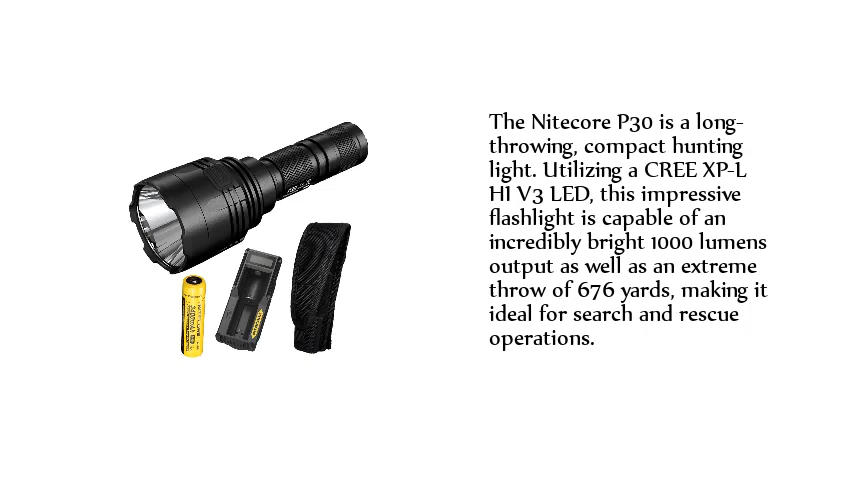 The Nitecore P30 is a long-
throwing, compact hunting
light. Utilizing a CREE XP-L
HI V3 LED, this impressive
flashlight is capable of an
incredibly bright 1000 lumens
output as well as an extreme
throw of 676 yards, making it
ideal for search and rescue
operations.